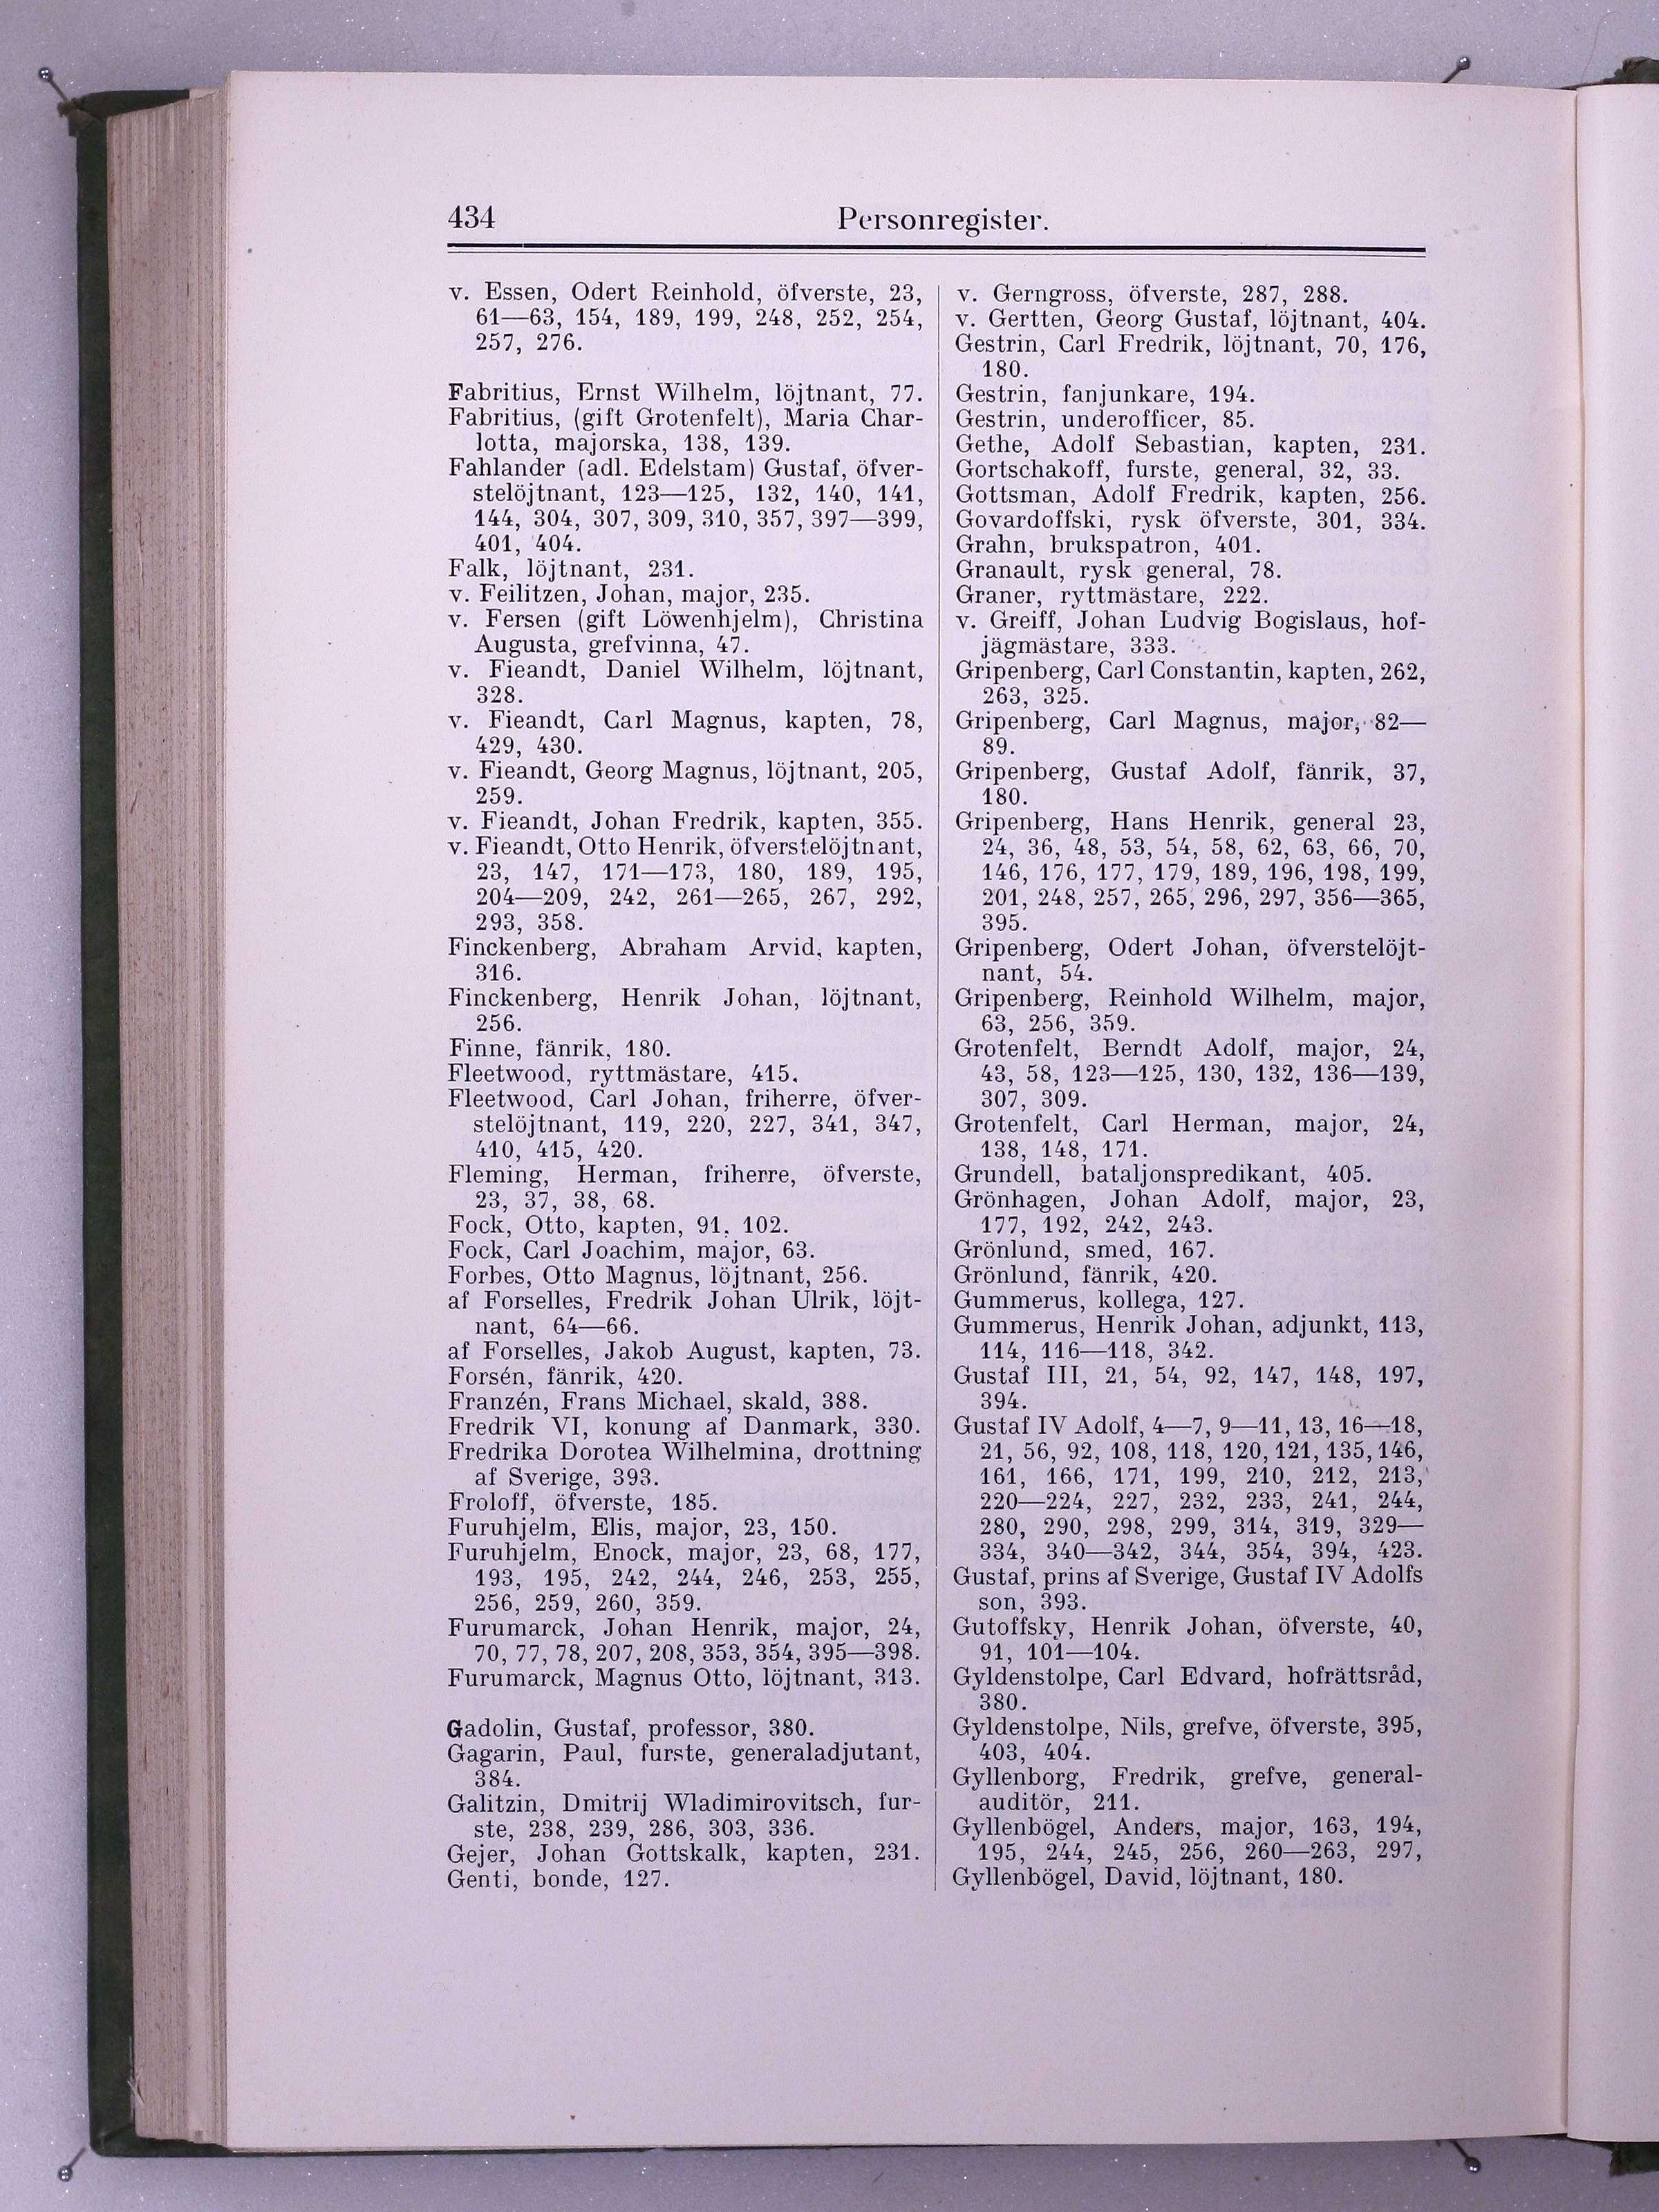 434
Personregister.
v. Essen, Odert Reinhold, öfverste, 23,
61—63, 154, 189, 199, 248, 252, 254,
257, 276.
Fabritius, Ernst Wilhelm, löjtnant, 77.
Fabritius, (gift Grotenfelt), Maria Char-
lotta, majorska, 138, 139.
Fahlander (adl. Edelstam) Gustaf, öfver-
stelöjtnant, 123—125, 132, 140, 141,
144, 304, 307, 309, 310, 357, 397—399,
401, 404.
Falk, löjtnant, 231.
v. Feilitzen, Johan, major, 235.
v. Fersen (gift Löwenhjelm), Christina
Augusta, grefvinna, 47.
v. Fieandt, Daniel Wilhelm, löjtnant,
328.
v. Fieandt, Carl Magnus, kapten, 78,
429, 430.
v. Fieandt, Georg Magnus, löjtnant, 205,
259.
v. Fieandt, Johan Fredrik, kapten, 355.
v. Fieandt, Otto Henrik, öfverstelöjtnant,
23, 147, 171—173, 180, 189, 195,
204—209, 242, 261—265, 267, 292,
293, 358.
Finckenberg, Abraham Arvid, kapten,
316.
Finckenberg, Henrik Johan, löjtnant,
256.
Finne, fänrik, 180.
Fleetwood, ryttmästare, 415.
Fleetwood, Carl Johan, friherre, öfver-
stelöjtnant, 119, 220, 227, 341, 347,
410, 415, 420.
Fleming, Herman, friherre, öfverste,
23, 37, 38, 68.
Fock, Otto, kapten, 91, 102.
Fock, Carl Joachim, major, 63.
Forbes, Otto Magnus, löjtnant, 256.
af Forselles, Fredrik Johan Ulrik, löjt-
nant, 64—66.
af Forselles, Jakob August, kapten, 73.
Forsén, fänrik, 420.
Franzén, Frans Michael, skald, 388.
Fredrik VI, konung af Danmark, 330.
Fredrika Dorotea Wilhelmina, drottning
af Sverige, 393.
Froloff, öfverste, 185.
Furuhjelm, Elis, major, 23, 150.
Furuhjelm, Enock, major, 23, 68, 177,
193, 195, 242, 244, 246, 253, 255,
256, 259, 260, 359.
Furumarck, Johan Henrik, major, 24,
70, 77, 78, 207, 208, 353, 354, 395—398.
Furumarck, Magnus Otto, löjtnant, 313.
Gadolin, Gustaf, professor, 380.
Gagarin, Paul, furste, generaladjutant,
384.
Galitzin, Dmitrij Wladimirovitsch, fur-
ste, 238, 239, 286, 303, 336.
Gejer, Johan Gottskalk, kapten, 231.
Genti, bonde, 127.
v. Gerngross, öfverste, 287, 288.
v. Gertten, Georg Gustaf, löjtnant, 404.
Gestrin, Carl Fredrik, löjtnant, 70, 176,
180.
Gestrin, fanjunkare, 194.
Gestrin, underofficer, 85.
Gethe, Adolf Sebastian, kapten, 231.
Gortschakoff, furste, general, 32, 33.
Gottsman, Adolf Fredrik, kapten, 256.
Govardoffski, rysk öfverste, 301, 334.
Grahn, brukspatron, 401.
Granault, rysk general, 78.
Graner, ryttmästare, 222.
v. Greiff, Johan Ludvig Bogislaus, hof-
jägmästare, 333.
Gripenberg, Carl Constantin, kapten, 262,
263, 325.
Gripenberg, Carl Magnus, major, 82—
89.
Gripenberg, Gustaf Adolf, fänrik, 37,
180.
Gripenberg, Hans Henrik, general 23,
24, 36, 48, 53, 54, 58, 62, 63, 66, 70,
146, 176, 177, 179, 189, 196, 198, 199,
201, 248, 257, 265, 296, 297, 356—365,
395.
Gripenberg, Odert Johan, öfverstelöjt-
nant, 54.
Gripenberg, Reinhold Wilhelm, major,
63, 256, 359.
Grotenfelt, Berndt Adolf, major, 24,
43, 58, 123—125, 130, 132, 136—139,
307, 309.
Grotenfelt, Carl Herman, major, 24,
138, 148, 171.
Grundell, bataljonspredikant, 405.
Grönhagen, Johan Adolf, major, 23,
177, 192, 242, 243.
Grönlund, smed, 167.
Grönlund, fänrik, 420.
Gummerus, kollega, 127.
Gummerus, Henrik Johan, adjunkt, 113,
114, 116—118, 342.
Gustaf III, 21, 54, 92, 147, 148, 197,
394.
Gustaf IV Adolf, 4—7, 9—11, 13, 16—18,
21, 56, 92, 108, 118, 120, 121, 135, 146,
161, 166, 171, 199, 210, 212, 213,
220—224, 227, 232, 233, 241, 244,
280, 290, 298, 299, 314, 319, 329—
334, 340—342, 344, 354, 394, 423.
Gustaf, prins af Sverige, Gustaf IV Adolfs
son, 393.
Gutoffsky, Henrik Johan, öfverste, 40,
91, 101—104.
Gyldenstolpe, Carl Edvard, hofrättsråd,
380.
Gyldenstolpe, Nils, grefve, öfverste, 395,
403, 404.
Gyllenborg, Fredrik, grefve, general-
auditör, 211.
Gyllenbögel, Anders, major, 163, 194,
195, 244, 245, 256, 260—263, 297,
Gyllenbögel, David, löjtnant, 180.